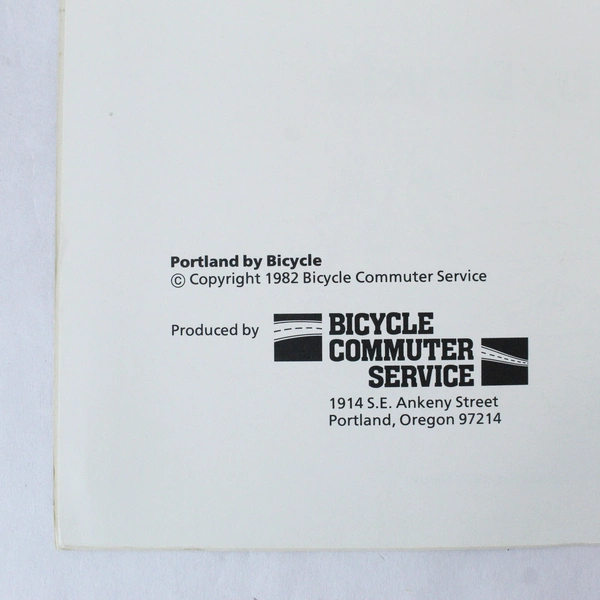 Portland by Bicycle
© Copyright 1982 Bicycle Commuter Service
Produced by
BICYCLE
COMMUTER
SERVICE
1914 S.E. Ankeny Street
Portland, Oregon 97214